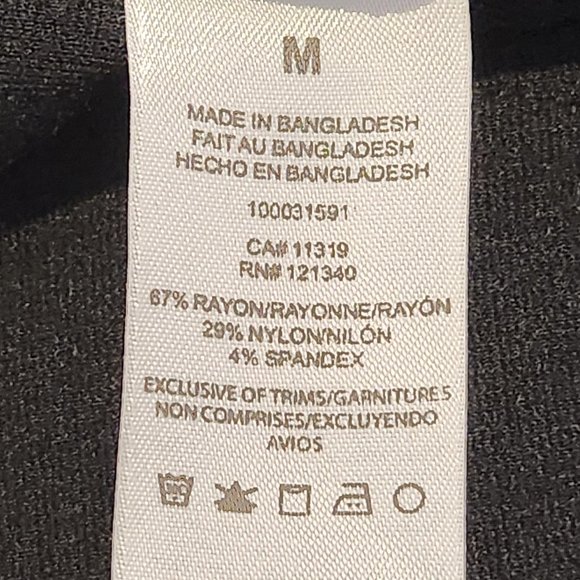 M
MADE IN BANGLADESH
FAIT AU BANGLADESH
HECHO EN BANGLADESH
100031591
CA# 11319
RN# 121340
67% RAYON/RAYONNE/RAYÓN
29% NYLON/NILÓN
4% SPANDEX
EXCLUSIVE OF TRIMS/GARNITURES
NON COMPRISES/EXCLUYENDO
AVIOS